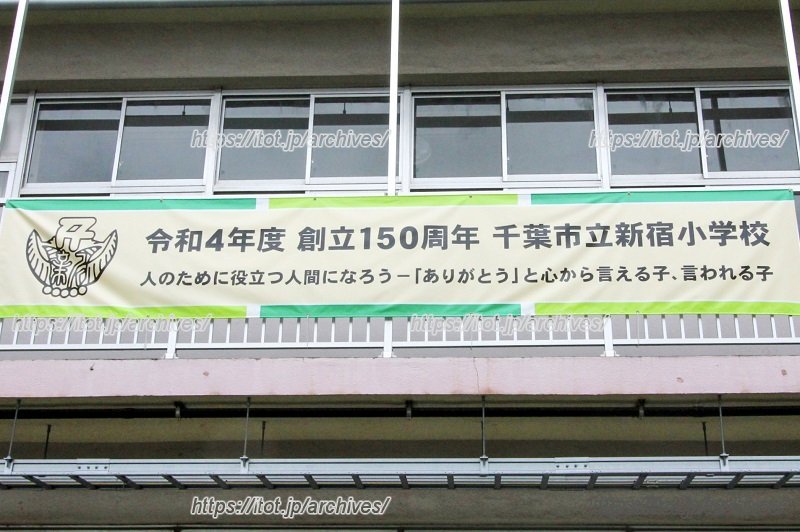 https://itot.jp/archives/
https://itot.jp/archives/
令和4年度 創立150周年 千葉市立新宿小学校
人のために役立つ人間になろう－「ありがとう」と心から言える子、言われる子
https://itot.jp/archives/
https://itot.jp/archives/
https://itot.jp/archives/